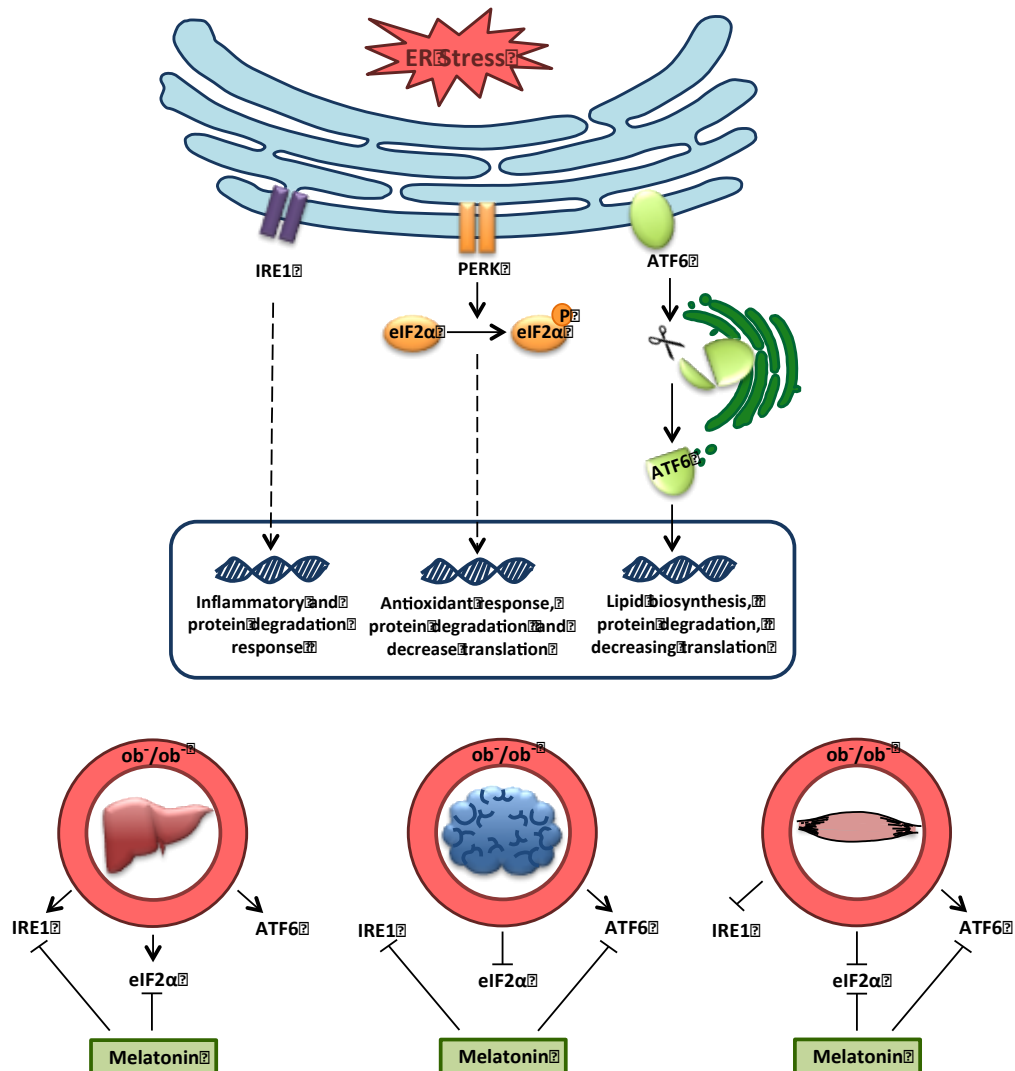 ER Stress
IRE1
PERK
ATF6
eIF2α
eIF2α
P
ATF6
Inflammatory and
protein degradation
response
Antioxidant response,
protein degradation and
decrease translation
Lipid biosynthesis,
protein degradation,
decreasing translation
ob⁻/ob⁻
ob⁻/ob⁻
ob⁻/ob⁻
IRE1
ATF6
eIF2α
IRE1
ATF6
eIF2α
IRE1
ATF6
eIF2α
Melatonin
Melatonin
Melatonin